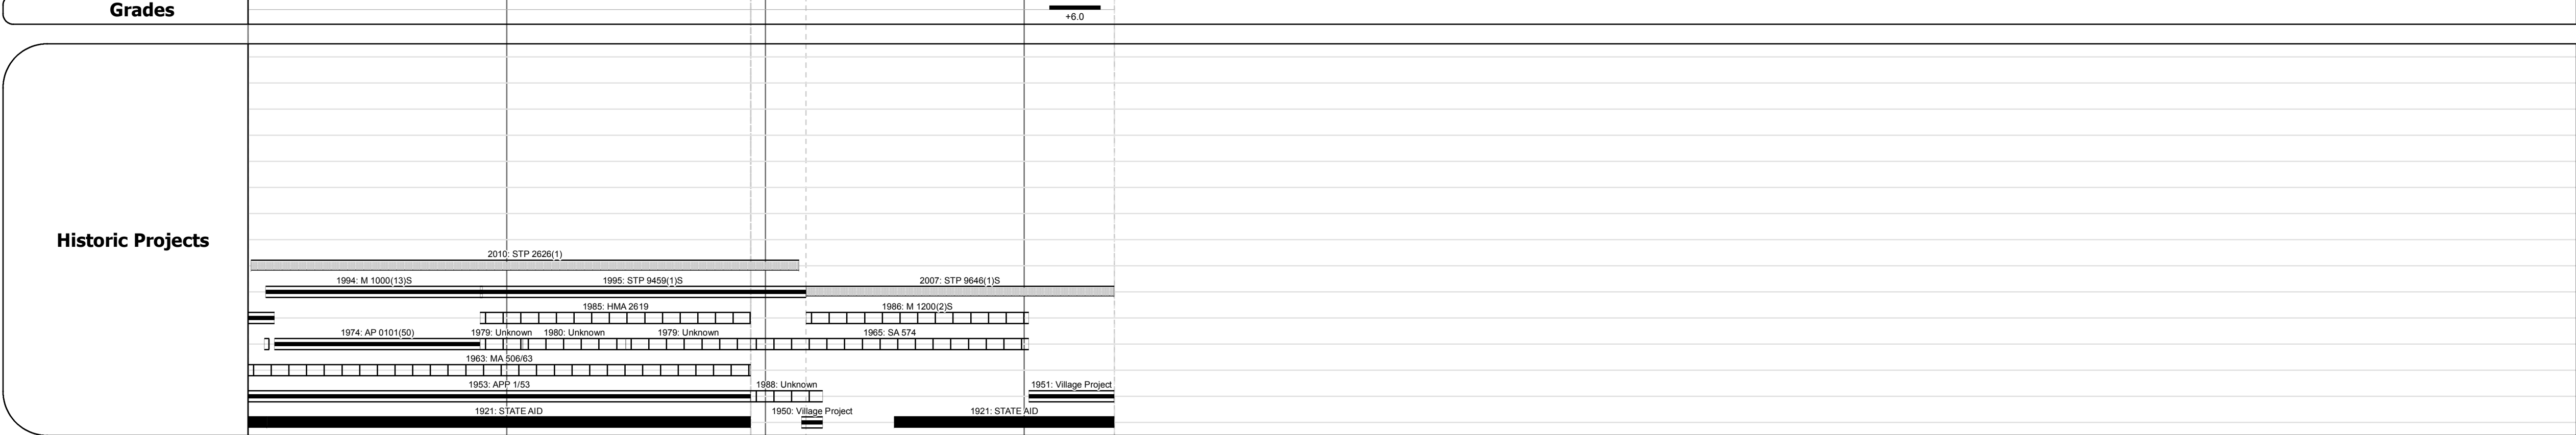 Grades
+6.0
Historic Projects
2010: STP 2626(1)
1994: M 1000(13)S 1995: STP 9459(1)S 2007: STP 9646(1)S
1985: HMA 2619 1986: M 1200(2)S
1974: AP 0101(50) 1979: Unknown 1980: Unknown 1979: Unknown 1965: SA 574
1963: MA 506/63
1953: APP 1/53 1988: Unknown 1951: Village Project
1921: STATE AID 1950: Village Project 1921: STATE AID